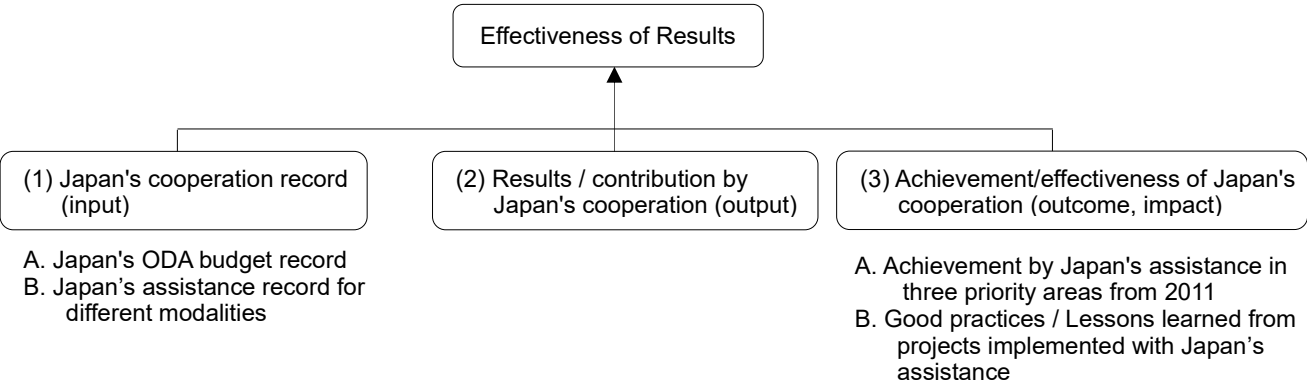 Effectiveness of Results
(1) Japan's cooperation record
(input)
(2) Results / contribution by
Japan's cooperation (output)
(3) Achievement/effectiveness of Japan's
cooperation (outcome, impact)
A. Japan's ODA budget record
B. Japan’s assistance record for
different modalities
A. Achievement by Japan's assistance in
three priority areas from 2011
B. Good practices / Lessons learned from
projects implemented with Japan’s
assistance